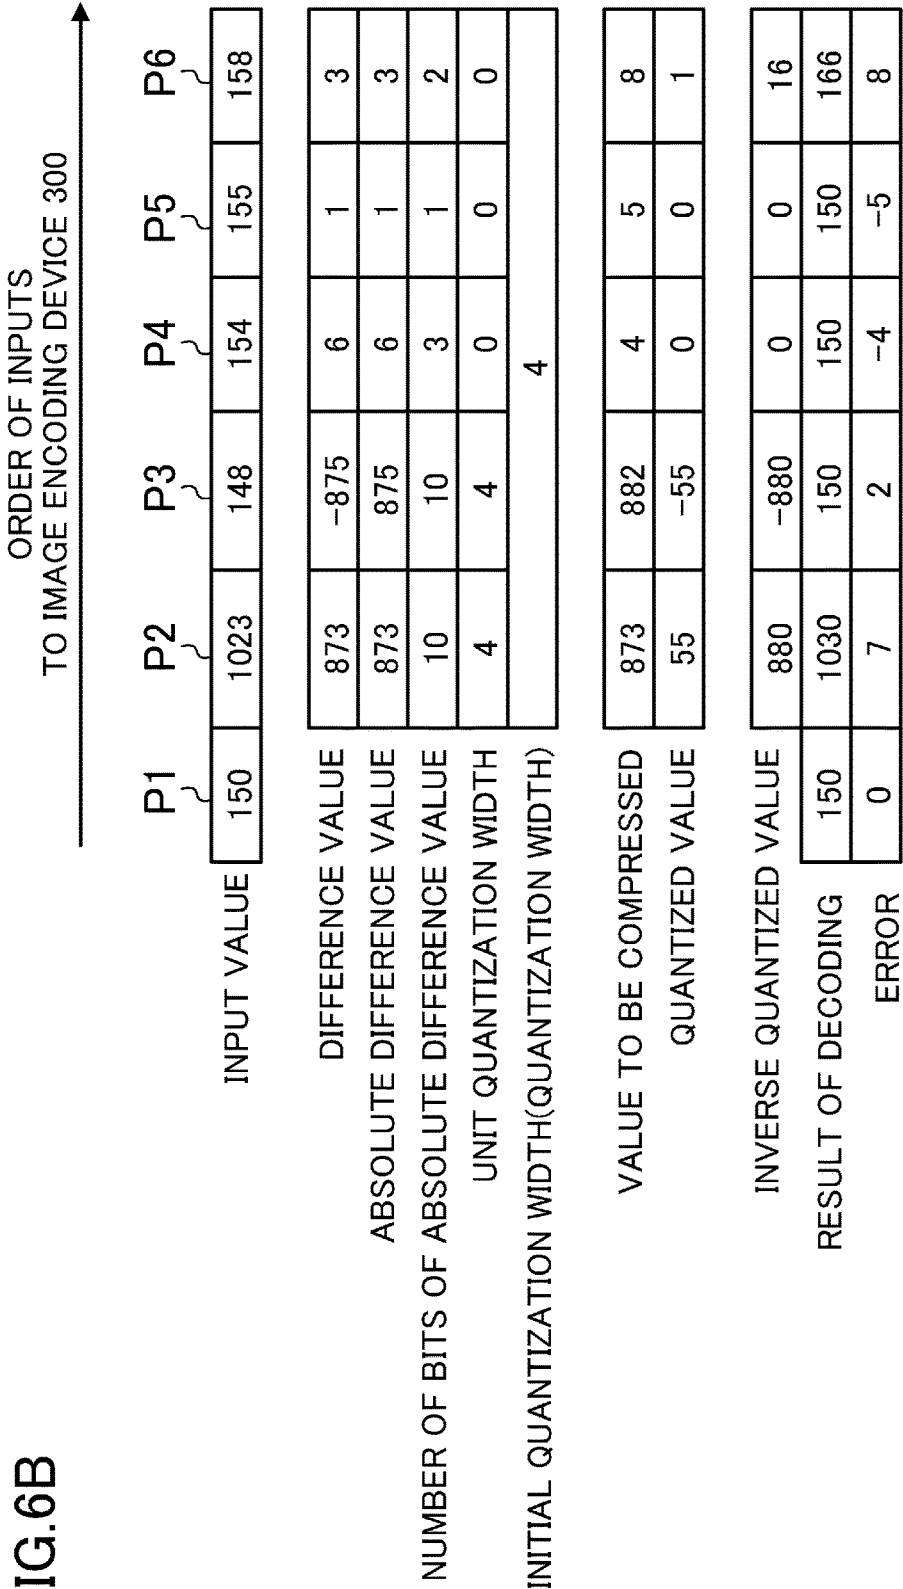 IG.6B
ORDER OF INPUTS
TO IMAGE ENCODING DEVICE 300
P1 P2 P3 P4 P5 P6
INPUT VALUE 150 1023 148 154 155 158
DIFFERENCE VALUE 873 -875 6 1 3
ABSOLUTE DIFFERENCE VALUE 873 875 6 1 3
NUMBER OF BITS OF ABSOLUTE DIFFERENCE VALUE 10 10 3 1 2
UNIT QUANTIZATION WIDTH 4 4 0 0 0
INITIAL QUANTIZATION WIDTH(QUANTIZATION WIDTH) 4
VALUE TO BE COMPRESSED 873 882 4 5 8
QUANTIZED VALUE 55 -55 0 0 1
INVERSE QUANTIZED VALUE 880 -880 0 0 16
RESULT OF DECODING 150 1030 150 150 150 166
ERROR 0 7 2 -4 -5 8